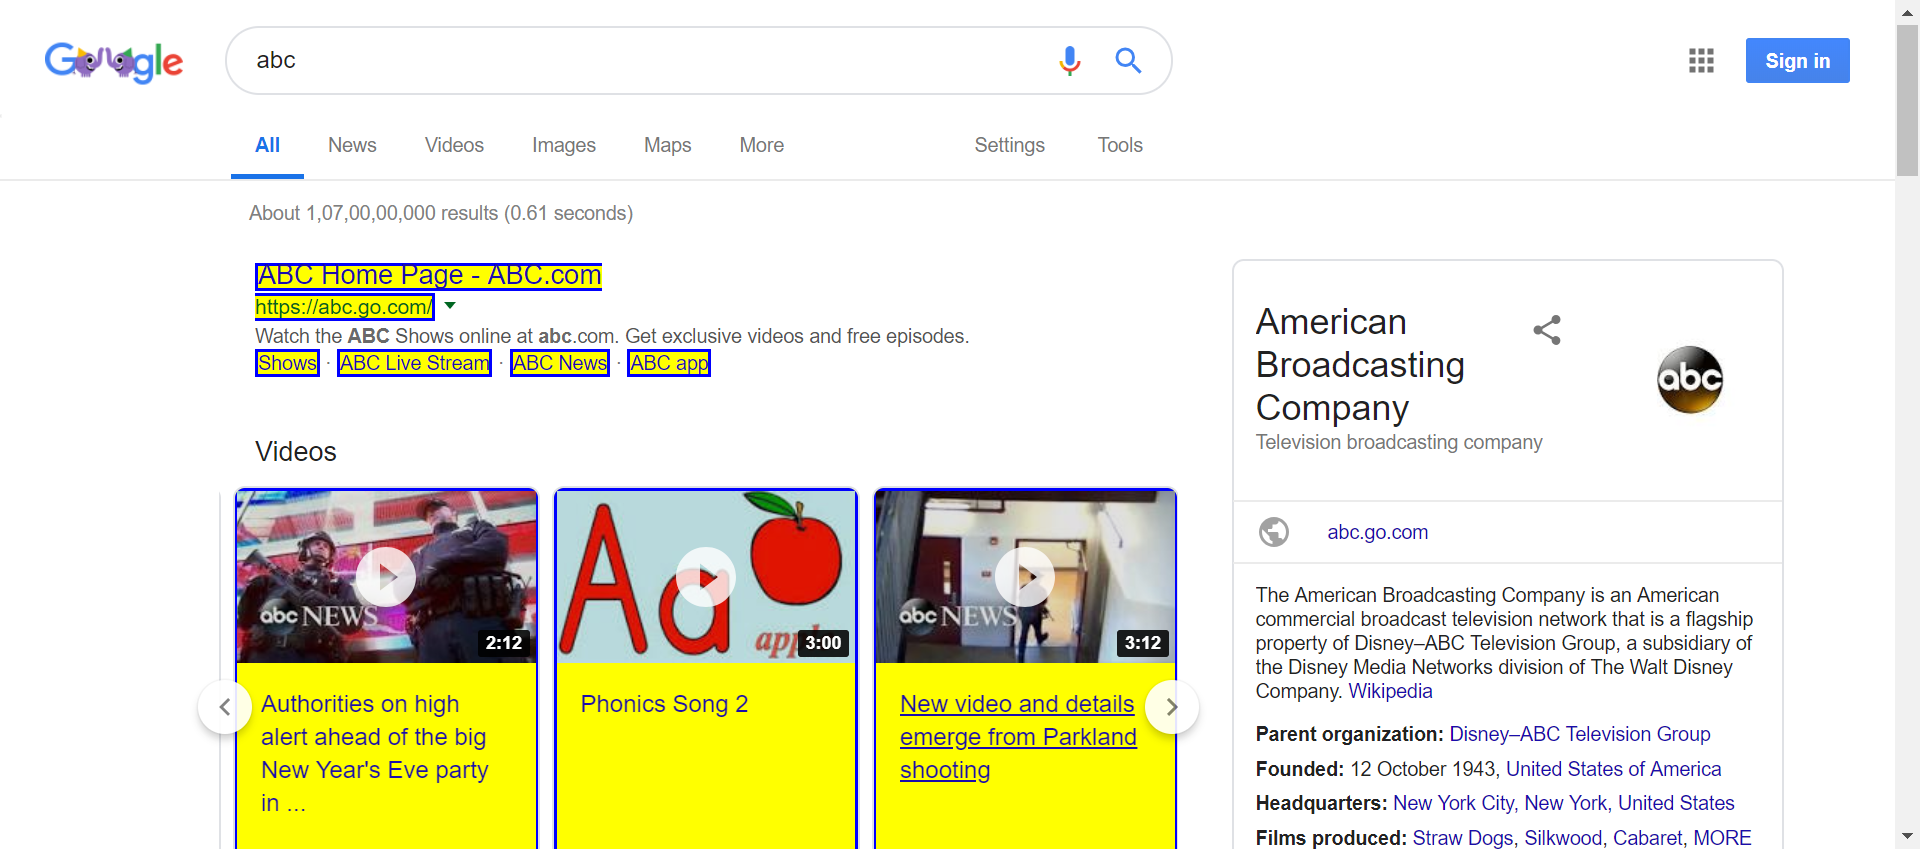 Google
abc
Sign in
All News Videos Images Maps More Settings Tools
About 1,07,00,00,000 results (0.61 seconds)
ABC Home Page - ABC.com
https://abc.go.com/
Watch the ABC Shows online at abc.com. Get exclusive videos and free episodes.
Shows · ABC Live Stream · ABC News · ABC app
Videos
abc NEWS
2:12
Authorities on high
alert ahead of the big
New Year's Eve party
in ...
Aa
apple
3:00
Phonics Song 2
abc NEWS
3:12
New video and details
emerge from Parkland
shooting
American
Broadcasting
Company
Television broadcasting company
abc
abc.go.com
The American Broadcasting Company is an American
commercial broadcast television network that is a flagship
property of Disney–ABC Television Group, a subsidiary of
the Disney Media Networks division of The Walt Disney
Company. Wikipedia
Parent organization: Disney–ABC Television Group
Founded: 12 October 1943, United States of America
Headquarters: New York City, New York, United States
Films produced: Straw Dogs, Silkwood, Cabaret, MORE